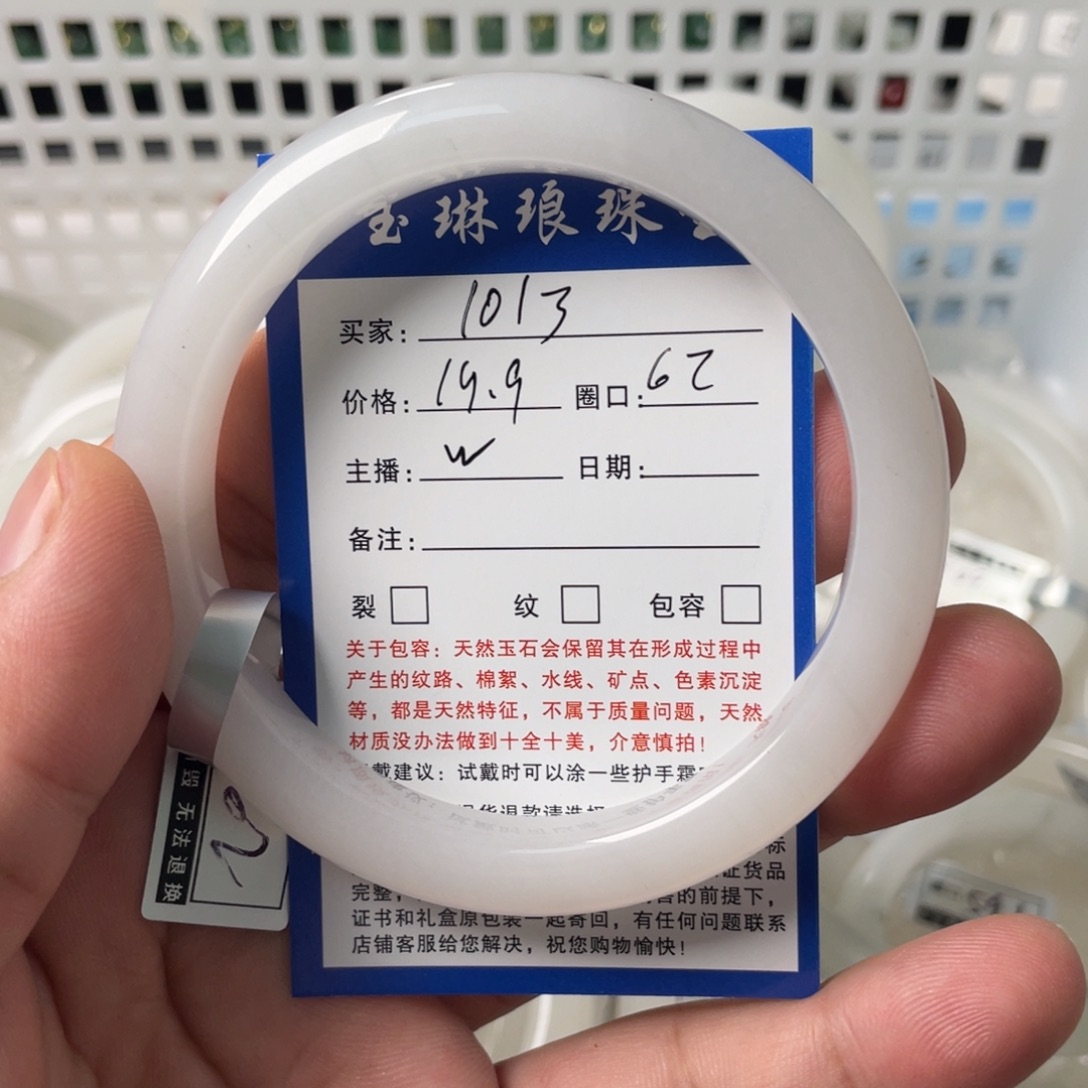 琳琅珠
买家: 1013
价格: 19.9 圈口: 62
主播: w 日期:
备注:
裂 纹 包容
关于包容: 天然玉石会保留其在形成过程中
产生的纹路、棉絮、水线、矿点、色素沉淀
等, 都是天然特征, 不属于质量问题, 天然
材质没办法做到十全十美, 介意慎拍!
戴建议: 试戴时可以涂一些护手霜
退款请选择
证货品
完整, 的前提下,
证书和礼盒原包装一起寄回, 有任何问题联系
店铺客服给您解决, 祝您购物愉快!
毁 无法退换